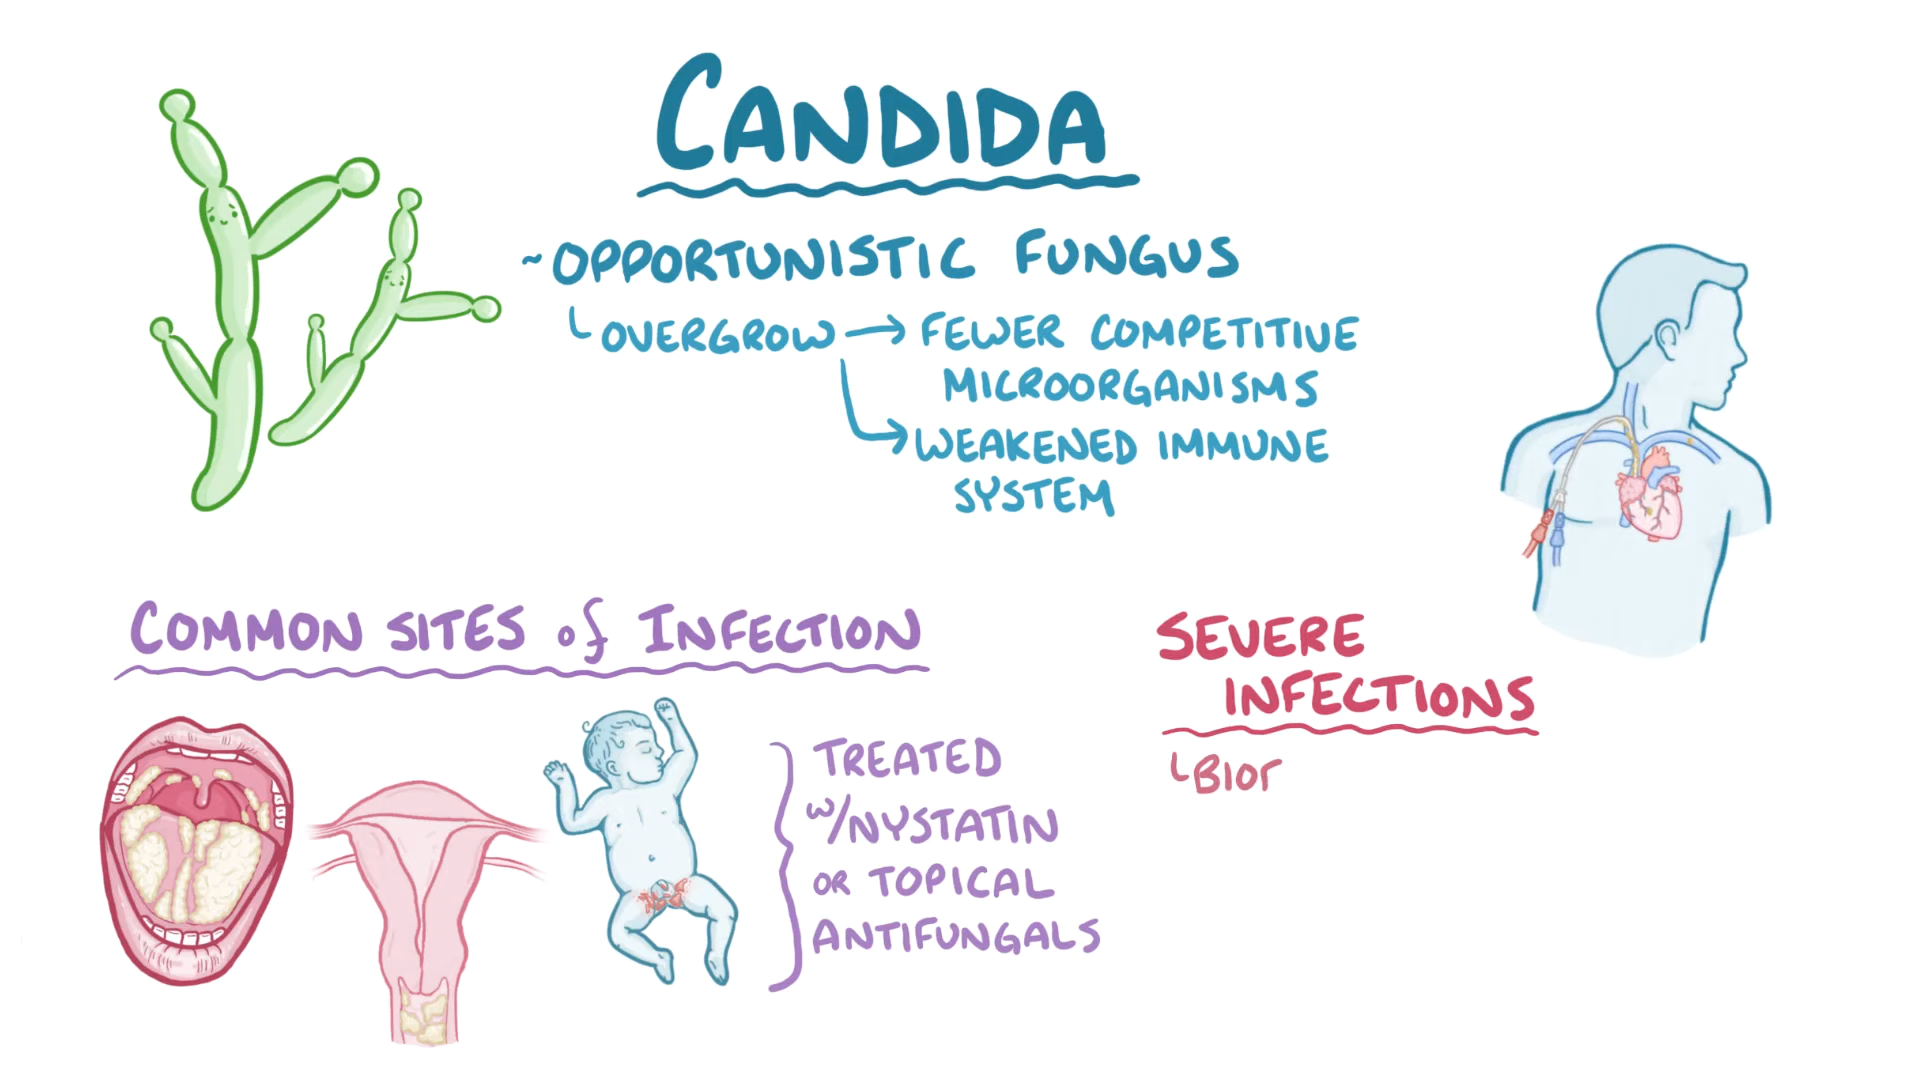 CANDIDA
~OPPORTUNISTIC FUNGUS
OVERGROW → FEWER COMPETITIVE
MICROORGANISMS
→ WEAKENED IMMUNE
SYSTEM
COMMON SITES of INFECTION
TREATED
w/NYSTATIN
OR TOPICAL
ANTIFUNGALS
SEVERE
INFECTIONS